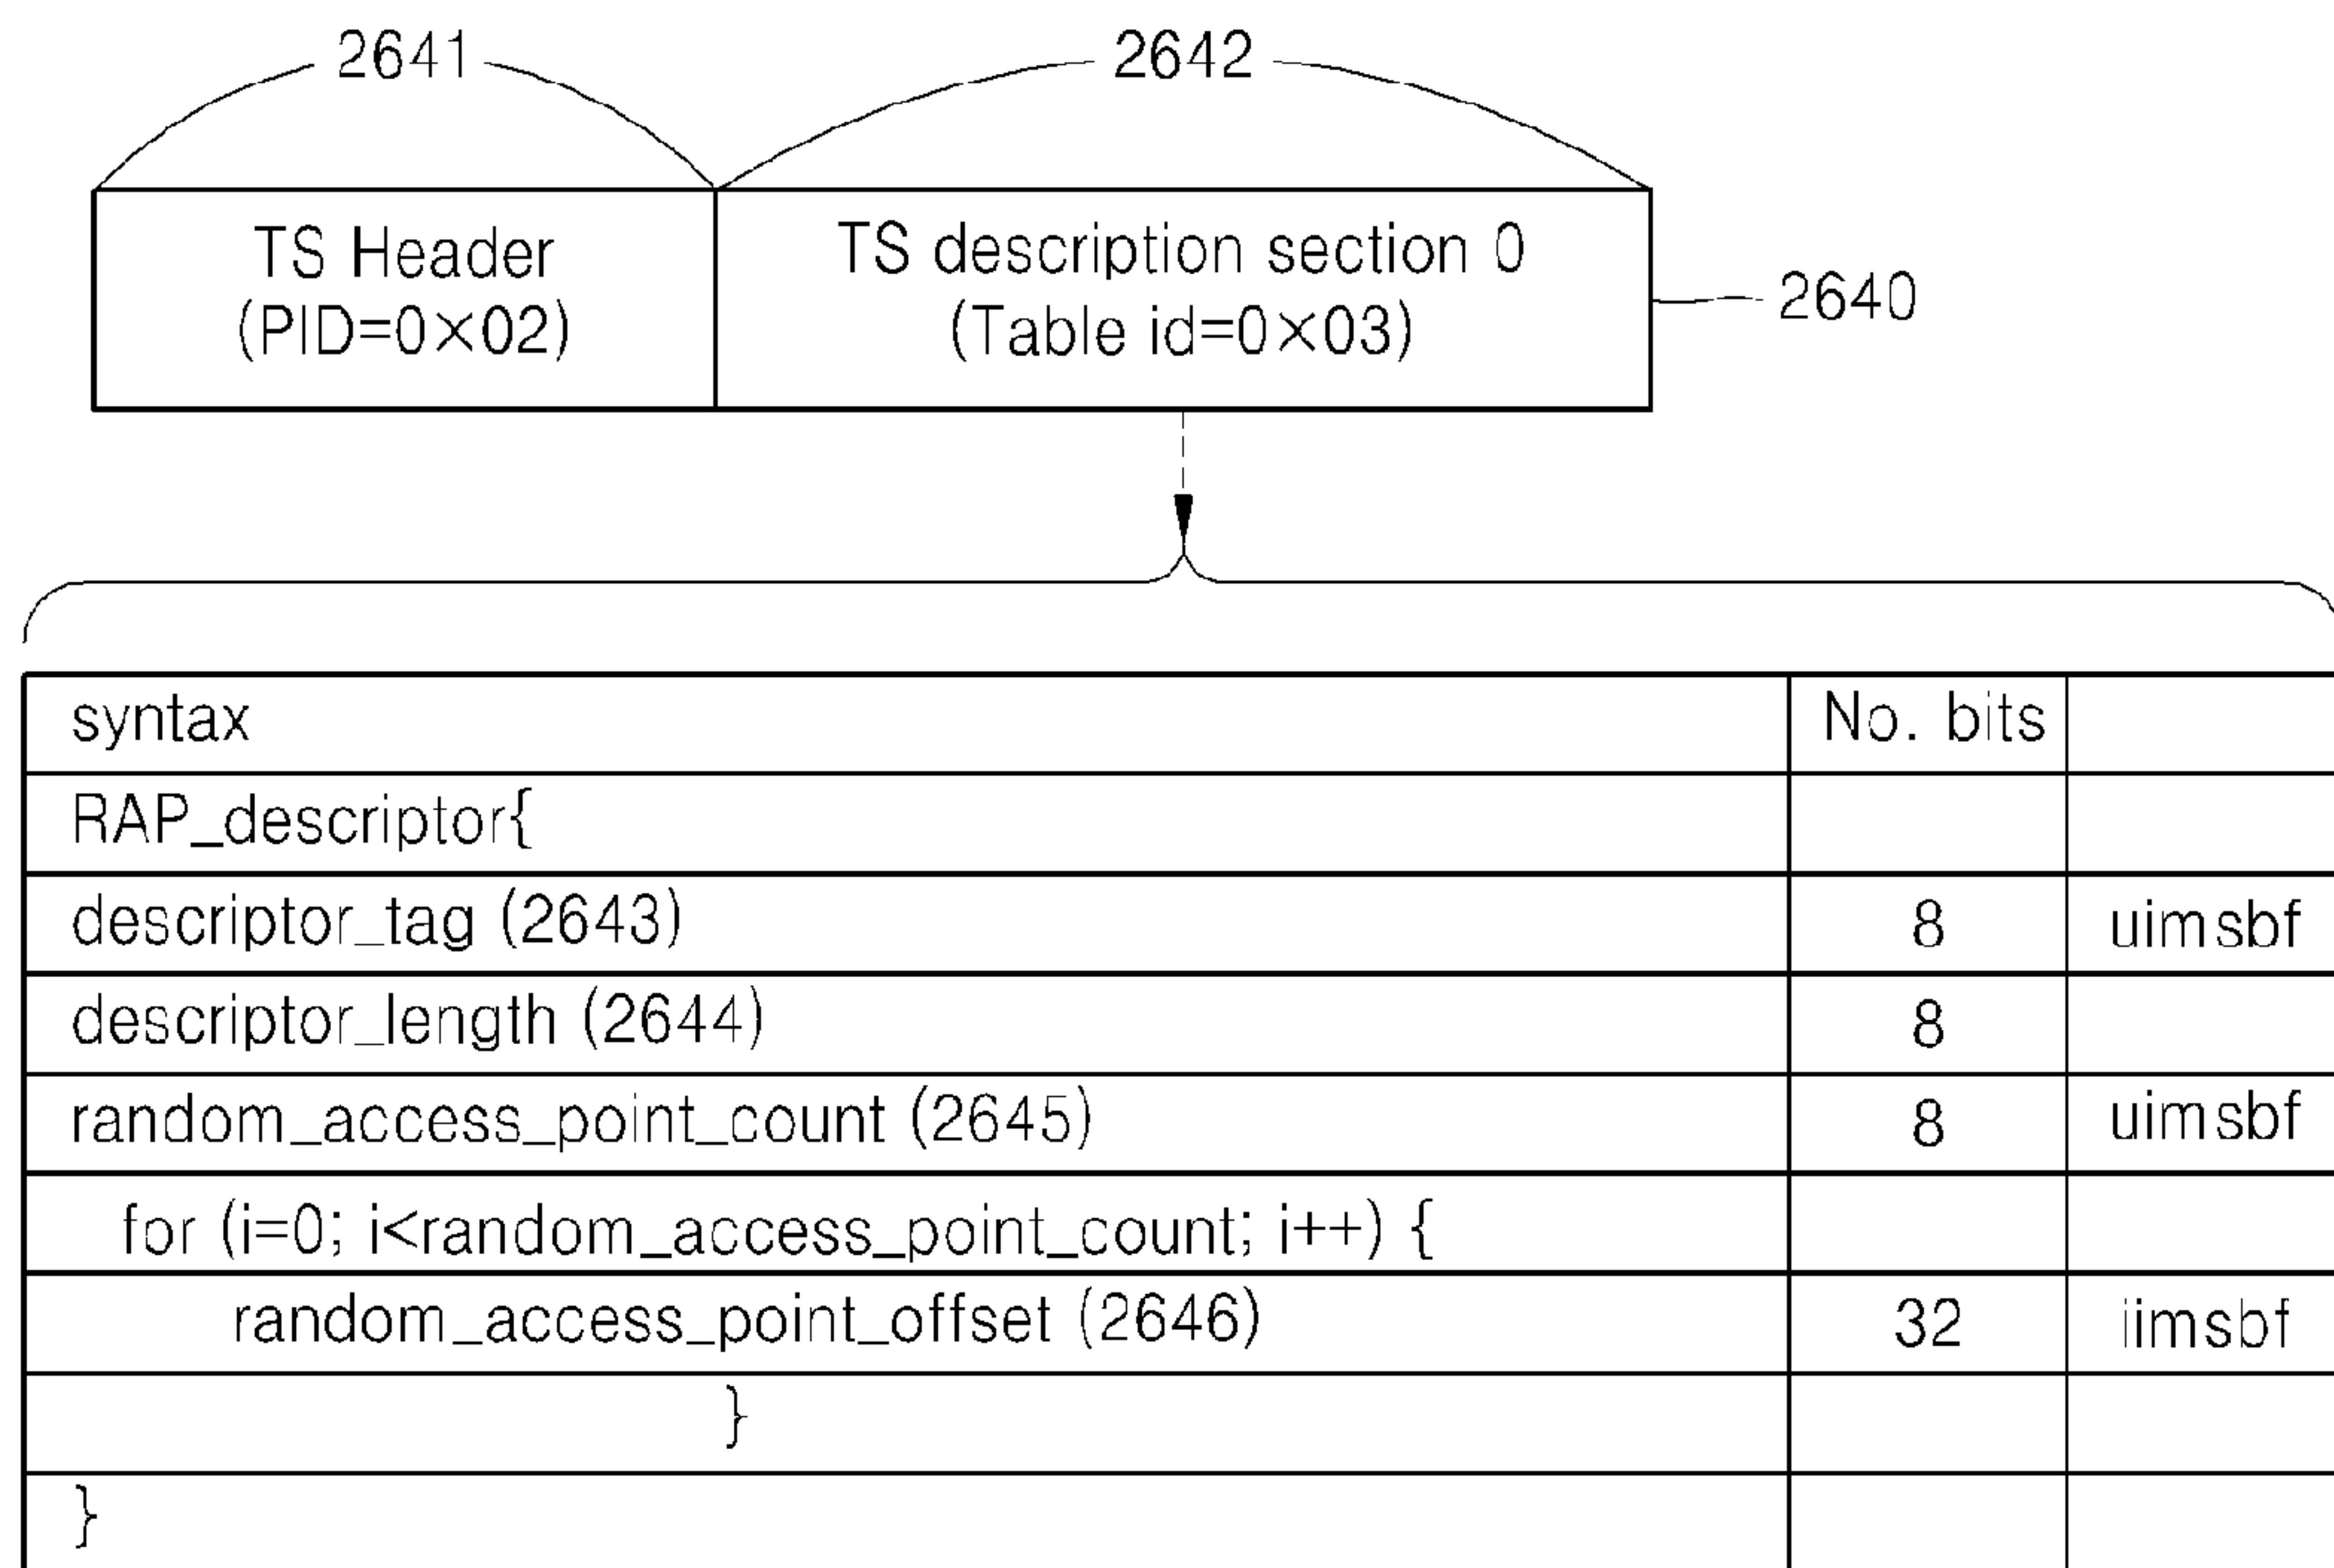 2641 2642
TS Header
(PID=0×02)
TS description section 0
(Table id=0×03)
2640
syntax No. bits
RAP_descriptor{
descriptor_tag (2643) 8 uimsbf
descriptor_length (2644) 8
random_access_point_count (2645) 8 uimsbf
for (i=0; i<random_access_point_count; i++) {
random_access_point_offset (2646) 32 iimsbf
}
}